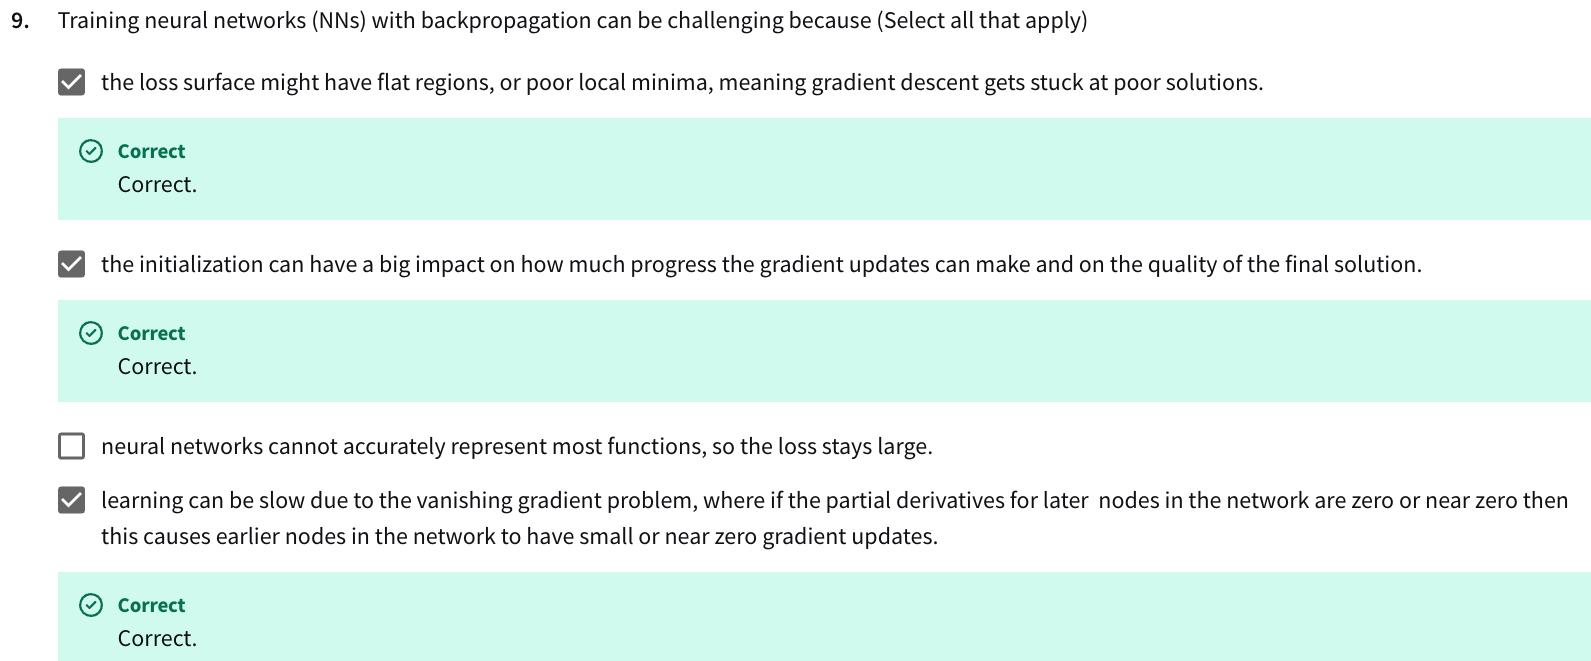 9. Training neural networks (NNs) with backpropagation can be challenging because (Select all that apply)
the loss surface might have flat regions, or poor local minima, meaning gradient descent gets stuck at poor solutions.
Correct
Correct.
the initialization can have a big impact on how much progress the gradient updates can make and on the quality of the final solution.
Correct
Correct.
neural networks cannot accurately represent most functions, so the loss stays large.
learning can be slow due to the vanishing gradient problem, where if the partial derivatives for later  nodes in the network are zero or near zero then
this causes earlier nodes in the network to have small or near zero gradient updates.
Correct
Correct.